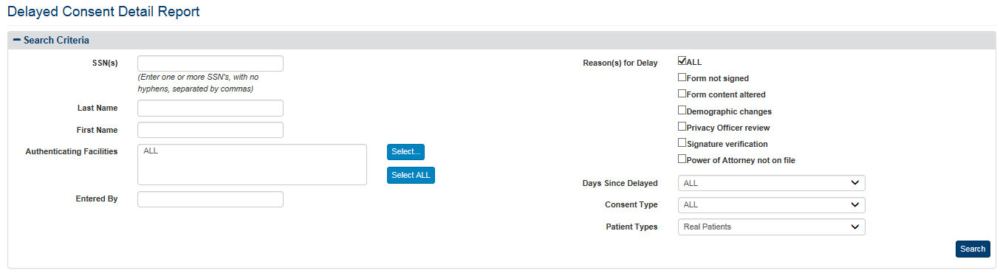 Delayed Consent Detail Report
Search Criteria
SSN(s)
(Enter one or more SSN's, with no
hyphens, separated by commas)
Last Name
First Name
Authenticating Facilities
ALL
Select...
Select ALL
Entered By
Reason(s) for Delay
ALL
Form not signed
Form content altered
Demographic changes
Privacy Officer review
Signature verification
Power of Attorney not on file
Days Since Delayed
ALL
Consent Type
ALL
Patient Types
Real Patients
Search